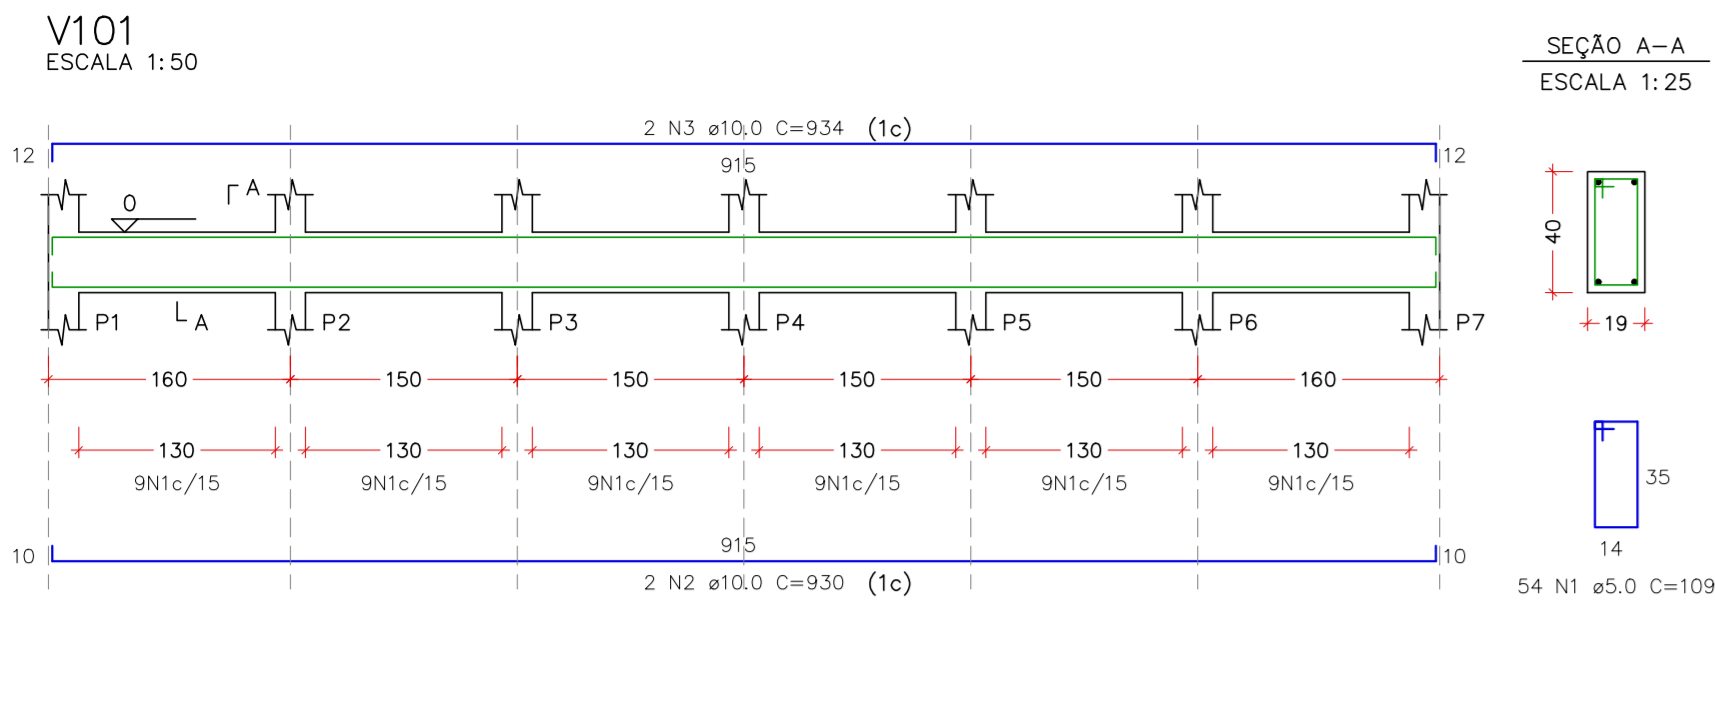 V101
ESCALA 1:50
SEÇÃO A-A
ESCALA 1:25
2 N3 ø10.0 C=934 (1c)
12
915
12
A
0
40
A
P1
P2
P3
P4
P5
P6
P7
19
160
150
150
150
150
160
130
130
130
130
130
130
9N1c/15
9N1c/15
9N1c/15
9N1c/15
9N1c/15
9N1c/15
35
14
10
915
10
2 N2 ø10.0 C=930 (1c)
54 N1 ø5.0 C=109